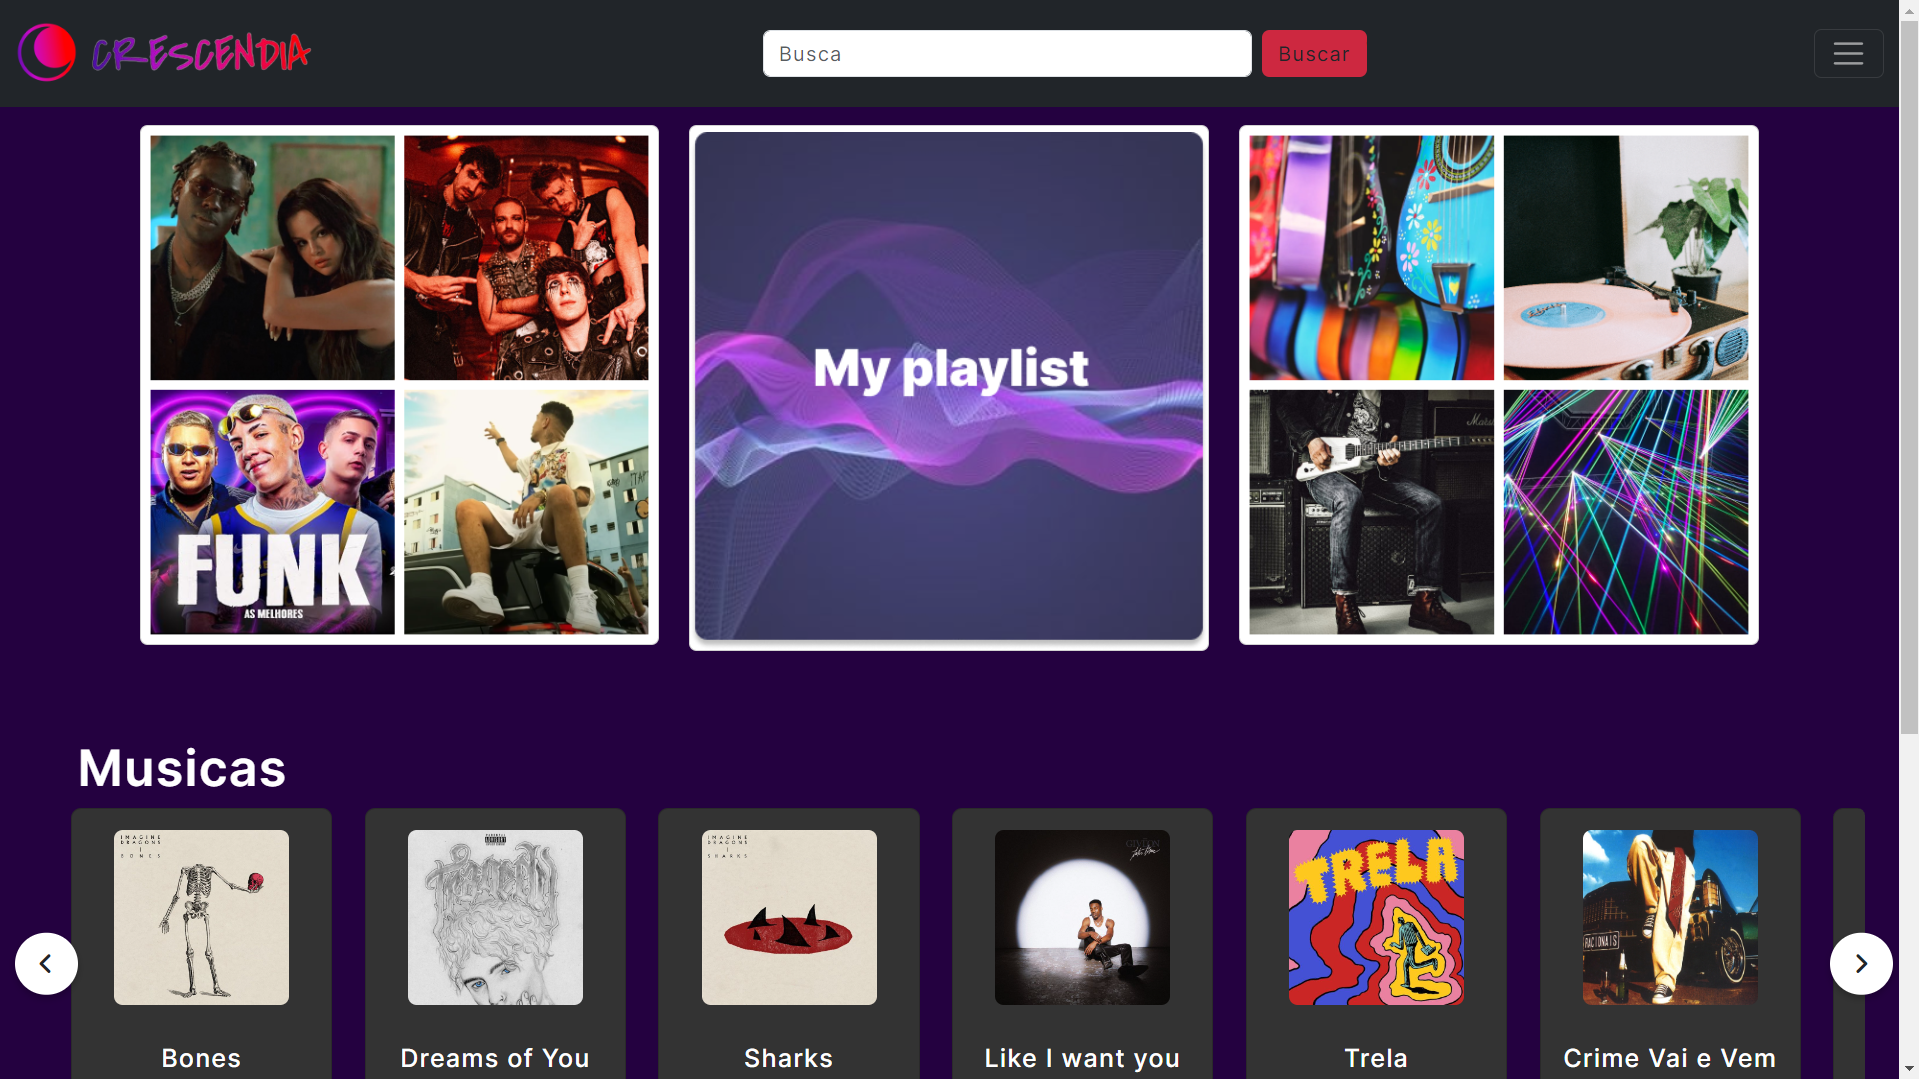 CRESCENDIA
Busca
Buscar
My playlist
Marsh
FUNK
AS MELHORES
Musicas
IMAGINE
DRAGONS
BONES
IMAGINE
DRAGONS
SHARKS
TRELA
RACIONAIS
Bones
Dreams of You
Sharks
Like I want you
Trela
Crime Vai e Vem